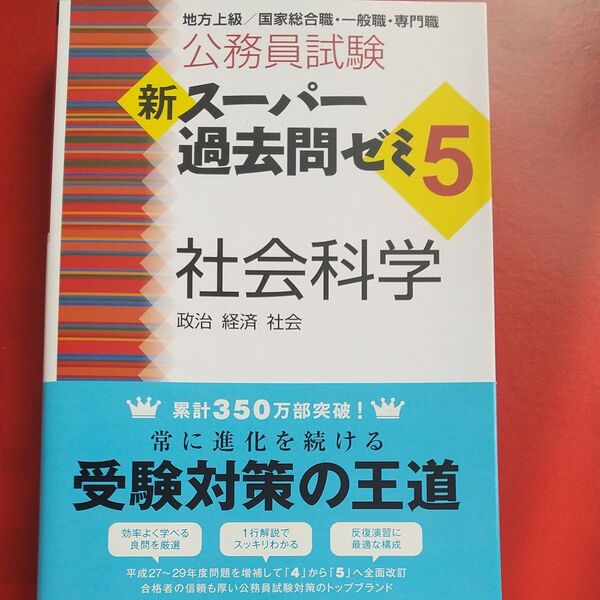 地方上級／国家総合職・一般職・専門職
公務員試験
新スーパー
過去問ゼミ5
社会科学
政治 経済 社会
累計350万部突破！
常に進化を続ける
受験対策の王道
効率よく学べる
良問を厳選
1行解説で
スッキリわかる
反復演習に
最適な構成
平成27～29年度問題を増補して「4」から「5」へ全面改訂
合格者の信頼も厚い公務員試験対策のトップブランド